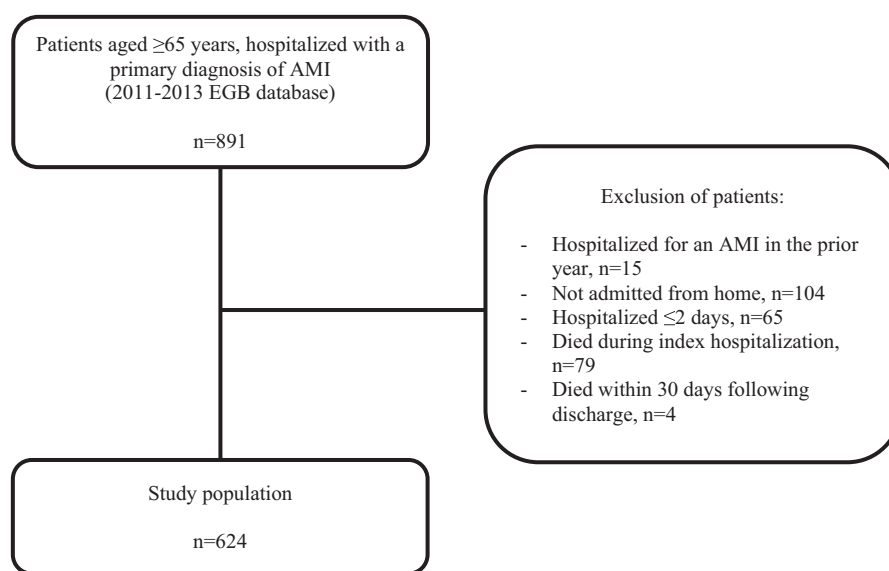 Patients aged ≥65 years, hospitalized with a
primary diagnosis of AMI
(2011-2013 EGB database)
n=891
Exclusion of patients:
- Hospitalized for an AMI in the prior
year, n=15
- Not admitted from home, n=104
- Hospitalized ≤2 days, n=65
- Died during index hospitalization,
n=79
- Died within 30 days following
discharge, n=4
Study population
n=624